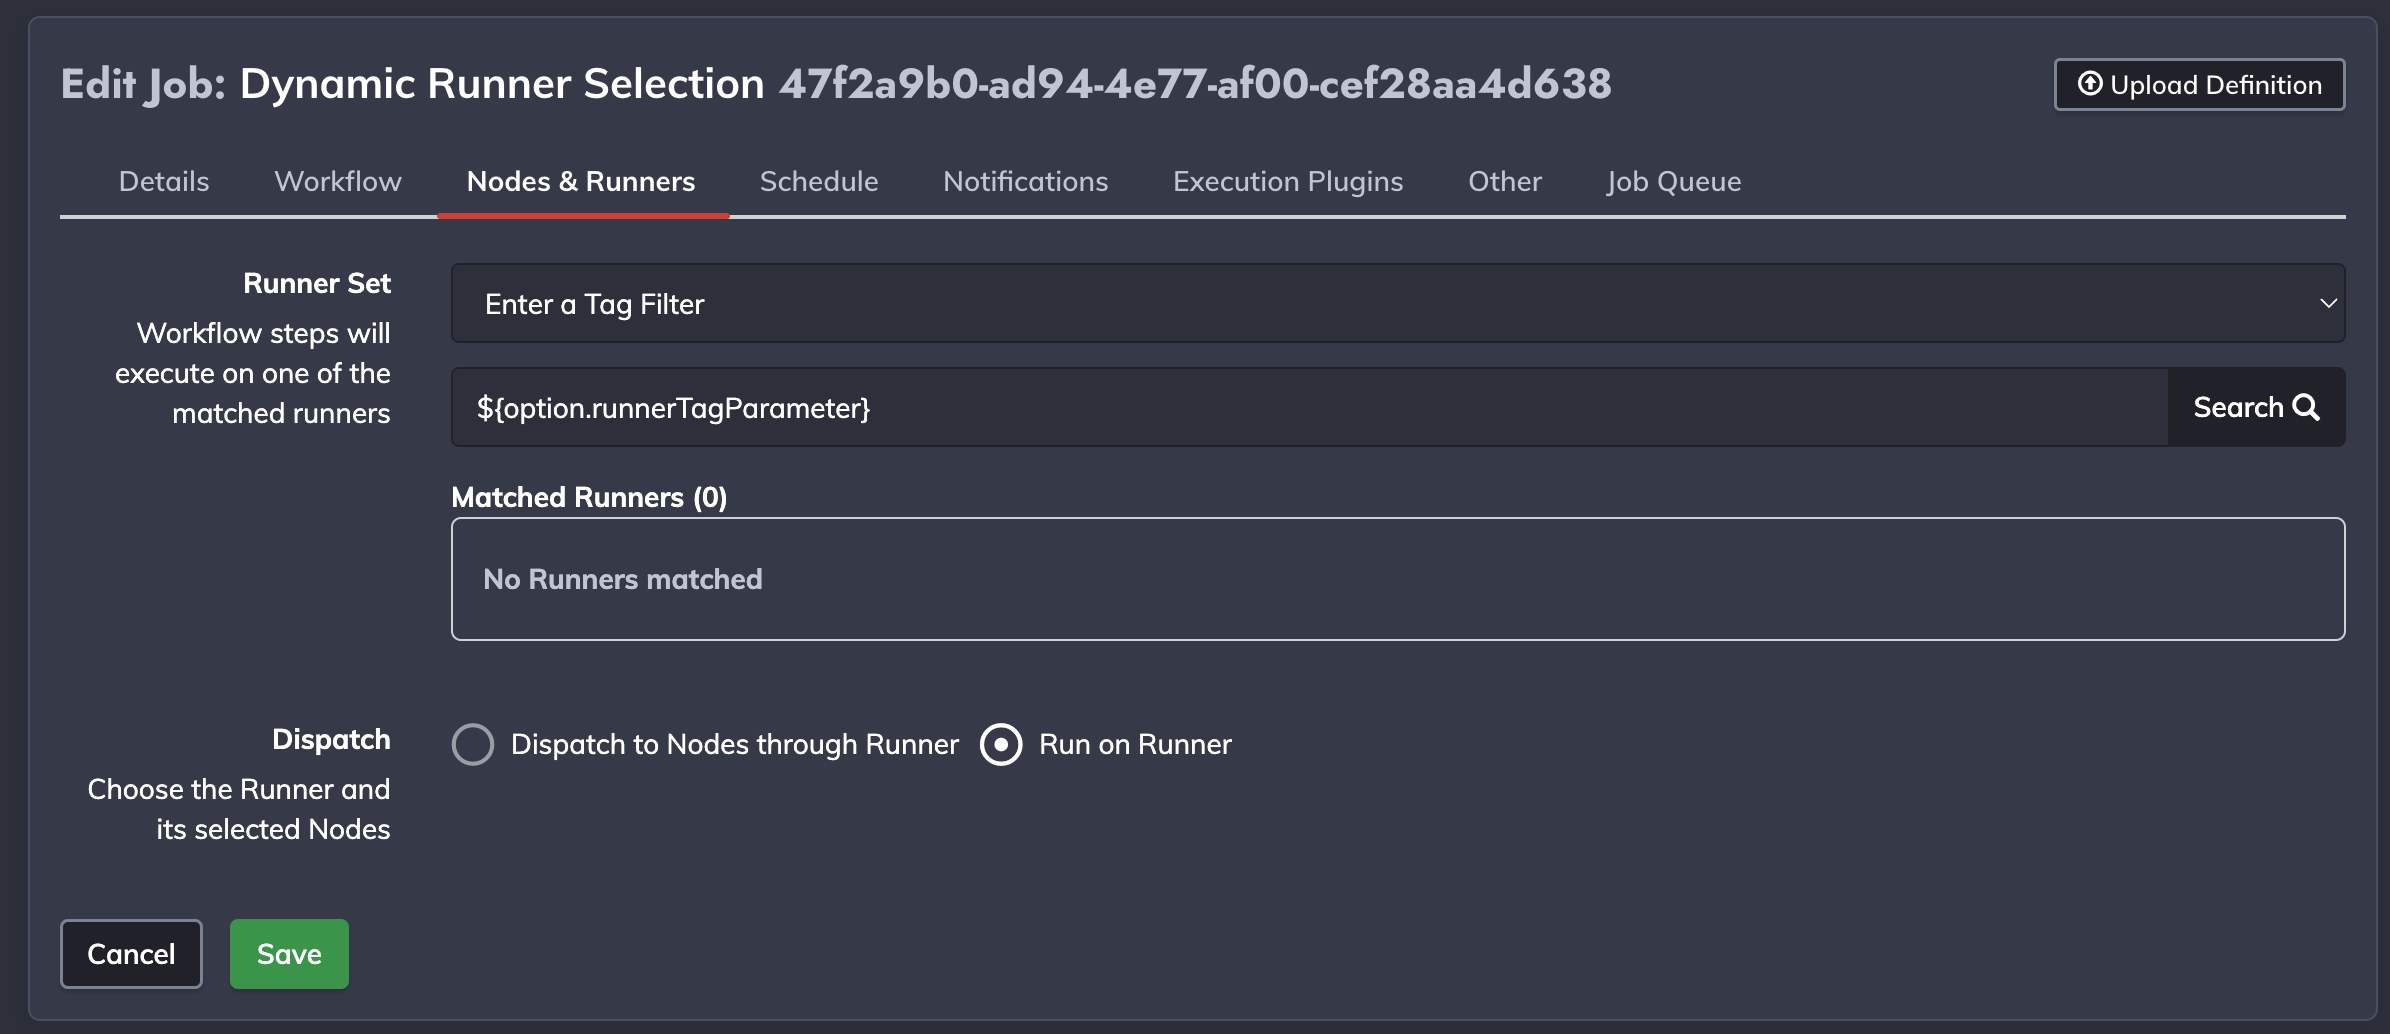 Edit Job: Dynamic Runner Selection 47f2a9b0-ad94-4e77-af00-cef28aa4d638
Upload Definition
Details
Workflow
Nodes & Runners
Schedule
Notifications
Execution Plugins
Other
Job Queue
Runner Set
Workflow steps will
execute on one of the
matched runners
Enter a Tag Filter
${option.runnerTagParameter}
Search
Matched Runners (0)
No Runners matched
Dispatch
Choose the Runner and
its selected Nodes
Dispatch to Nodes through Runner
Run on Runner
Cancel
Save